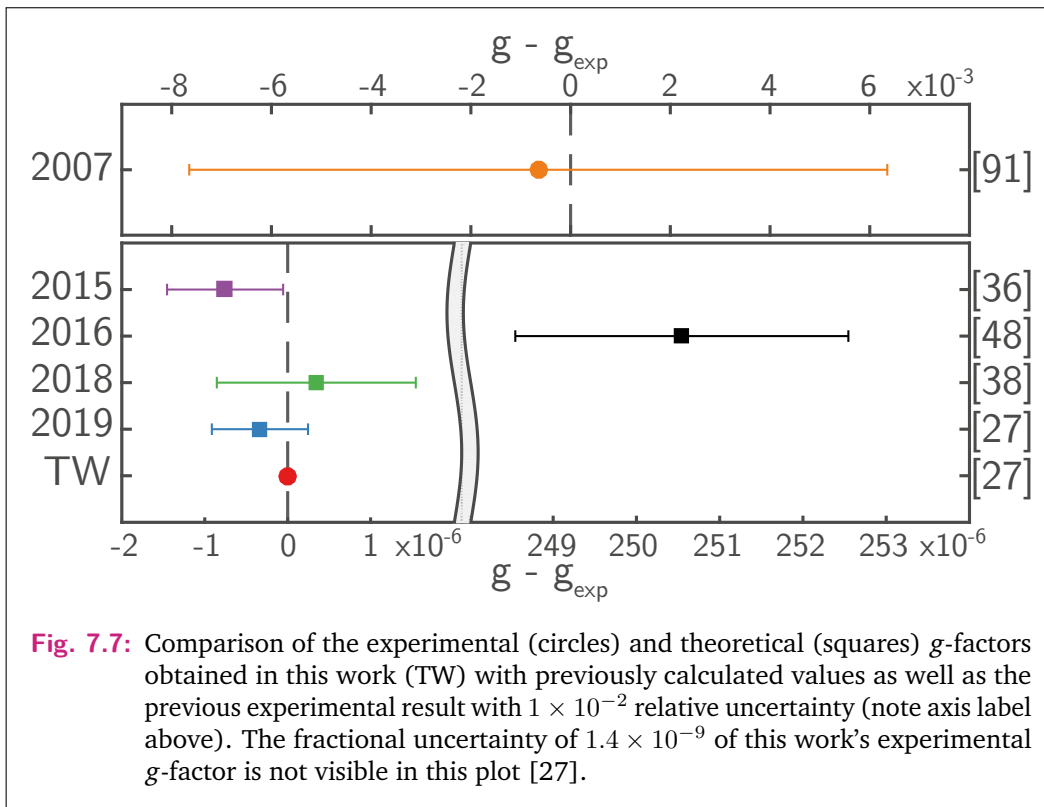 g - g_exp
-8 -6 -4 -2 0 2 4 6 x10^-3
2007 [91]
2015 [36]
2016 [48]
2018 [38]
2019 [27]
TW [27]
-2 -1 0 1 x10^-6 249 250 251 252 253 x10^-6
g - g_exp
Fig. 7.7: Comparison of the experimental (circles) and theoretical (squares) g-factors
obtained in this work (TW) with previously calculated values as well as the
previous experimental result with 1 × 10^−2 relative uncertainty (note axis label
above). The fractional uncertainty of 1.4 × 10^−9 of this work's experimental
g-factor is not visible in this plot [27].